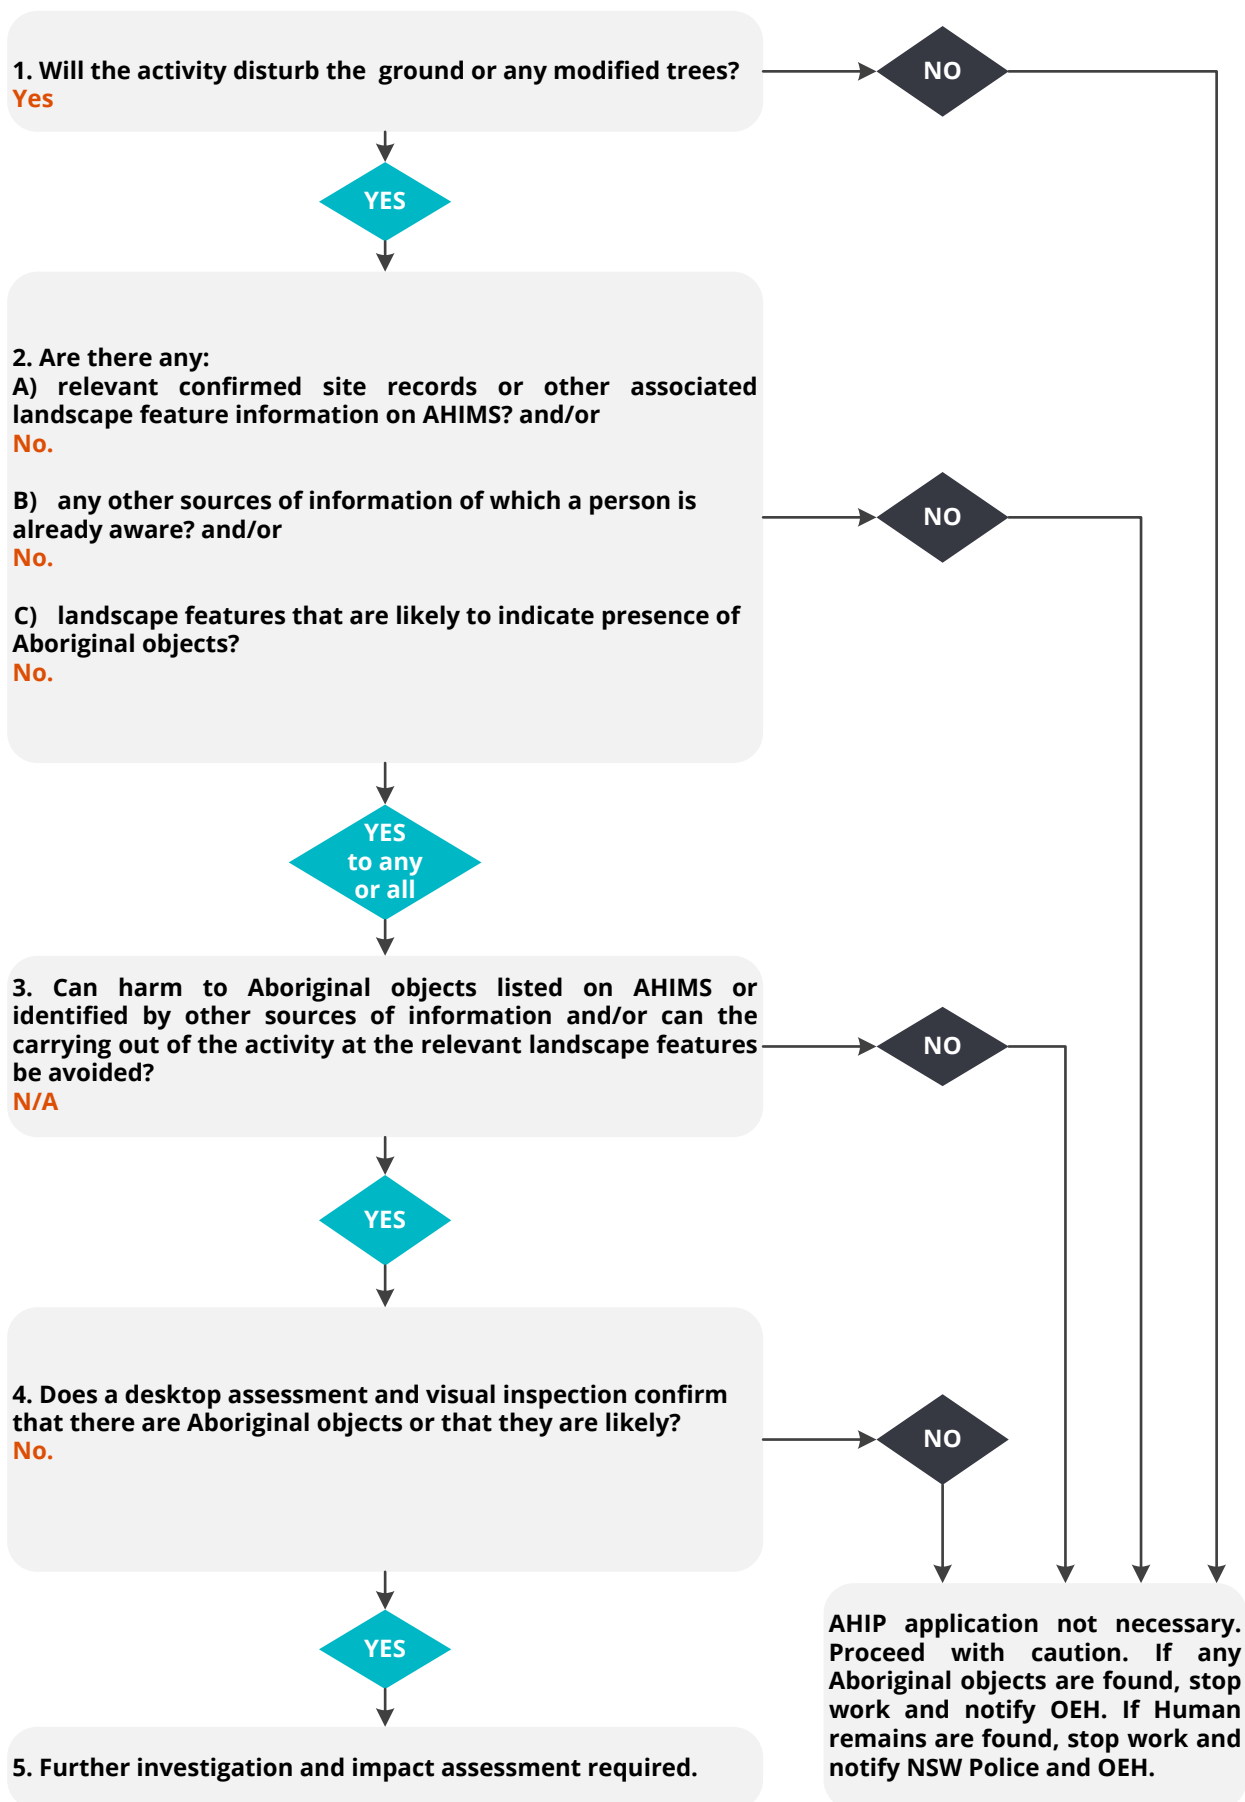 1. Will the activity disturb the ground or any modified trees?
Yes
NO
YES
2. Are there any:
A) relevant confirmed site records or other associated
landscape feature information on AHIMS? and/or
No.
B) any other sources of information of which a person is
already aware? and/or
No.
C) landscape features that are likely to indicate presence of
Aboriginal objects?
No.
NO
YES
to any
or all
3. Can harm to Aboriginal objects listed on AHIMS or
identified by other sources of information and/or can the
carrying out of the activity at the relevant landscape features
be avoided?
N/A
NO
YES
4. Does a desktop assessment and visual inspection confirm
that there are Aboriginal objects or that they are likely?
No.
NO
YES
5. Further investigation and impact assessment required.
AHIP application not necessary.
Proceed with caution. If any
Aboriginal objects are found, stop
work and notify OEH. If Human
remains are found, stop work and
notify NSW Police and OEH.